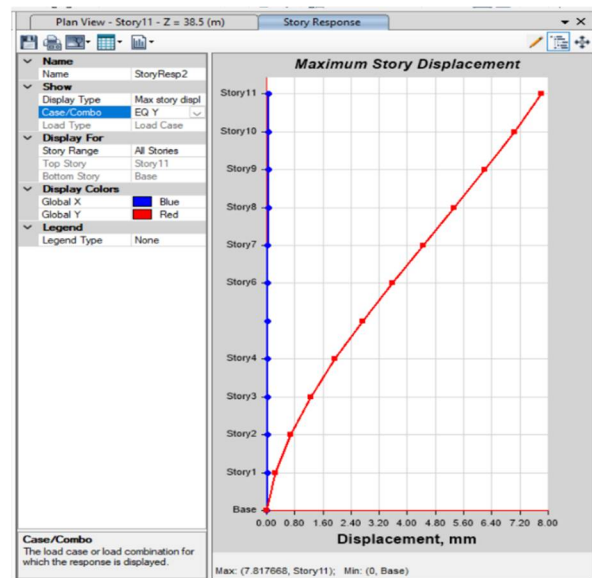 Plan View - Story11 - Z = 38.5 (m)
Story Response
Name
Name StoryResp2
Show
Display Type Max story displ
Case/Combo EQ Y
Load Type Load Case
Display For
Story Range All Stories
Top Story Story11
Bottom Story Base
Display Colors
Global X Blue
Global Y Red
Legend
Legend Type None
Case/Combo
The load case or load combination for
which the response is displayed.
Maximum Story Displacement
Story11
Story10
Story9
Story8
Story7
Story6
Story4
Story3
Story2
Story1
Base
0.00 0.80 1.60 2.40 3.20 4.00 4.80 5.60 6.40 7.20 8.00
Displacement, mm
Max: (7.817668, Story11); Min: (0, Base)